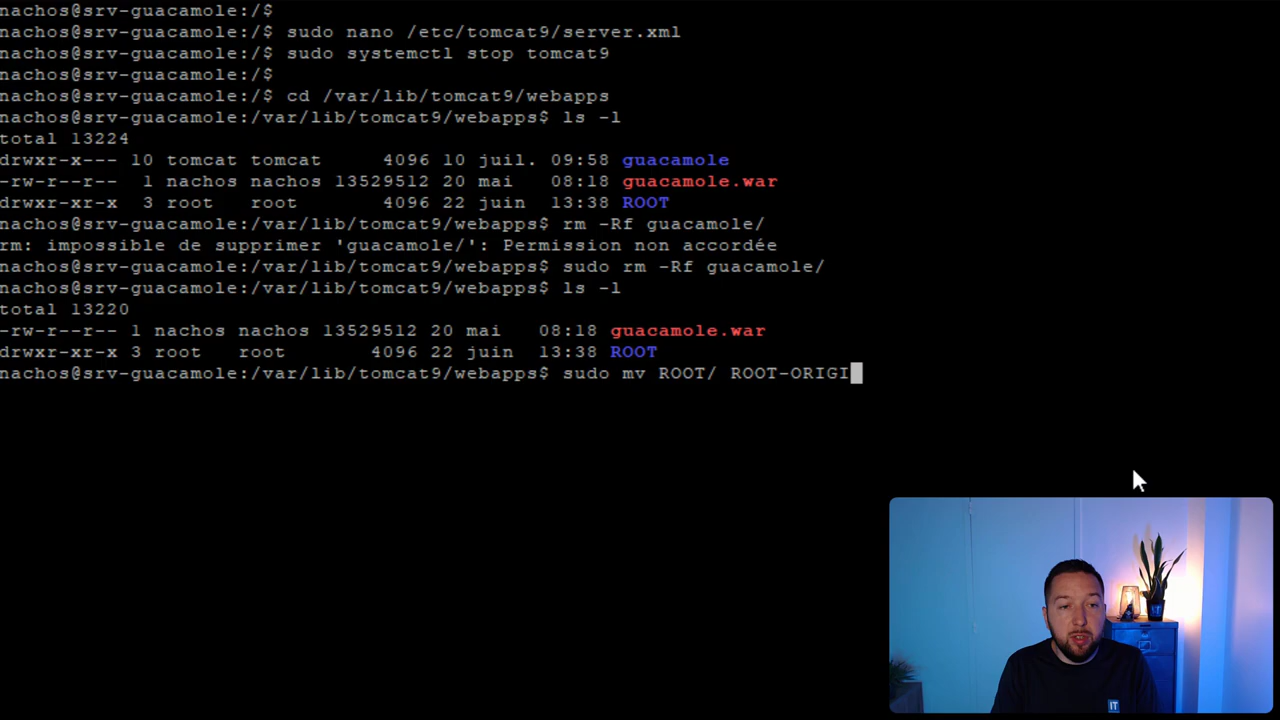 nachos@srv-guacamole:/$
nachos@srv-guacamole:/$ sudo nano /etc/tomcat9/server.xml
nachos@srv-guacamole:/$ sudo systemctl stop tomcat9
nachos@srv-guacamole:/$
nachos@srv-guacamole:/$ cd /var/lib/tomcat9/webapps
nachos@srv-guacamole:/var/lib/tomcat9/webapps$ ls -l
total 13224
drwxr-x--- 10 tomcat tomcat     4096 10 juil. 09:58 guacamole
-rw-r--r--  1 nachos nachos 13529512 20 mai   08:18 guacamole.war
drwxr-xr-x  3 root   root       4096 22 juin  13:38 ROOT
nachos@srv-guacamole:/var/lib/tomcat9/webapps$ rm -Rf guacamole/
rm: impossible de supprimer 'guacamole/': Permission non accordée
nachos@srv-guacamole:/var/lib/tomcat9/webapps$ sudo rm -Rf guacamole/
nachos@srv-guacamole:/var/lib/tomcat9/webapps$ ls -l
total 13220
-rw-r--r-- 1 nachos nachos 13529512 20 mai   08:18 guacamole.war
drwxr-xr-x 3 root   root       4096 22 juin  13:38 ROOT
nachos@srv-guacamole:/var/lib/tomcat9/webapps$ sudo mv ROOT/ ROOT-ORIGI
IT